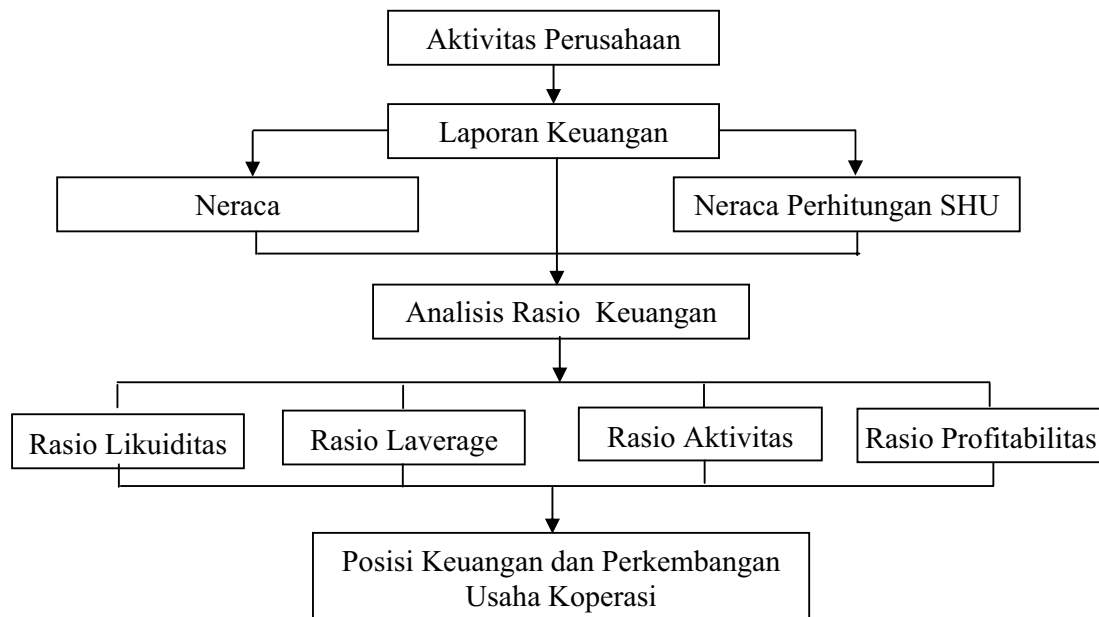 Aktivitas Perusahaan
Laporan Keuangan
Neraca
Neraca Perhitungan SHU
Analisis Rasio  Keuangan
Rasio Likuiditas
Rasio Laverage
Rasio Aktivitas
Rasio Profitabilitas
Posisi Keuangan dan Perkembangan
Usaha Koperasi